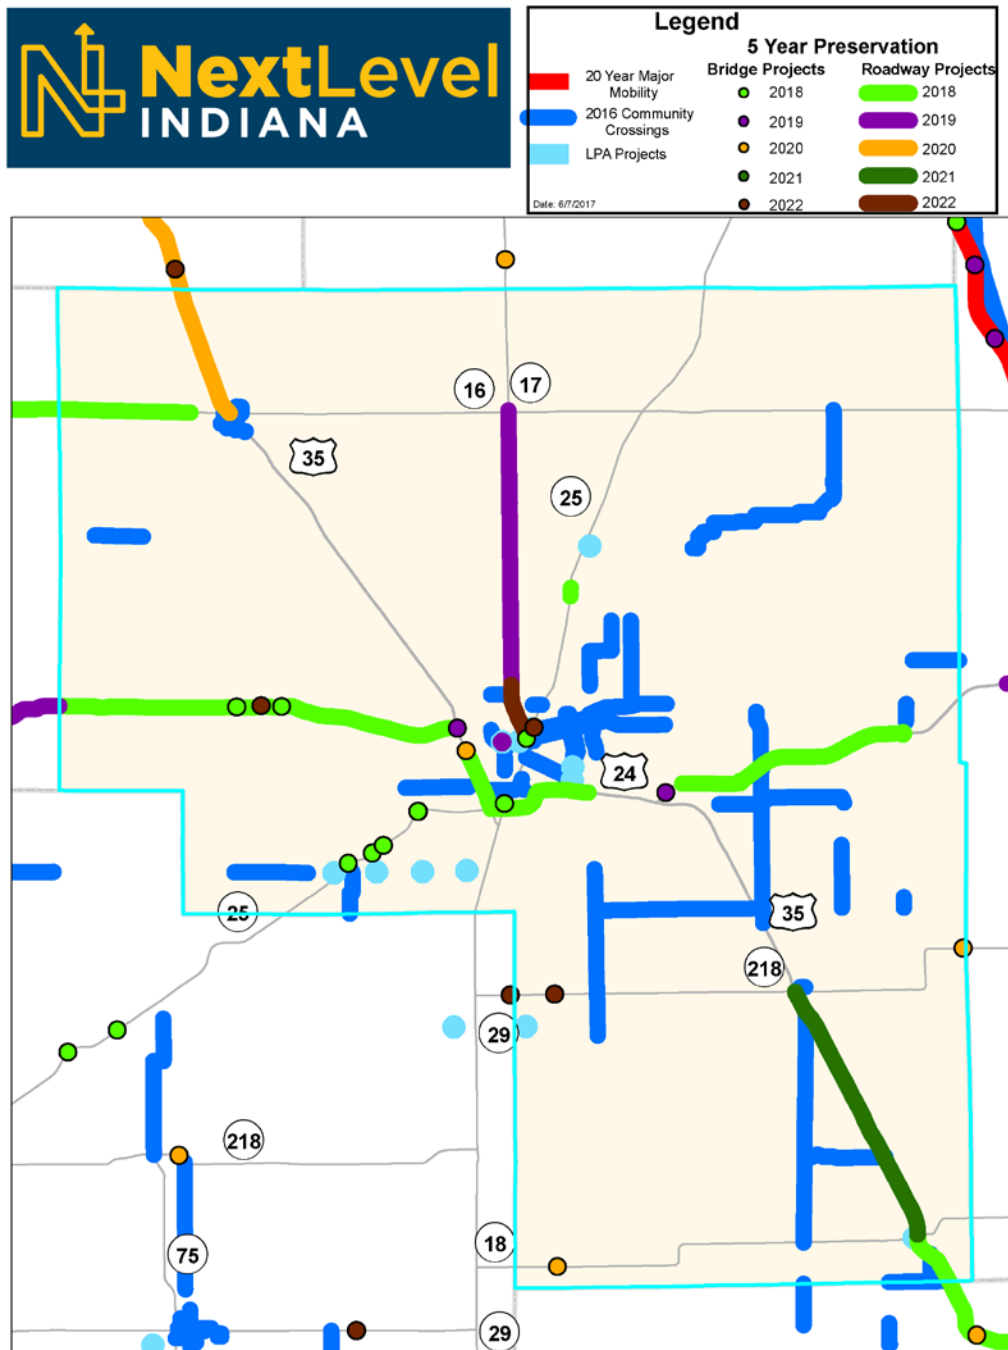 NextLevel
INDIANA
Legend
5 Year Preservation
Bridge Projects
Roadway Projects
20 Year Major
Mobility
2016 Community
Crossings
LPA Projects
2018
2019
2020
2021
2022
2018
2019
2020
2021
2022
Date: 6/7/2017
16
17
35
25
24
25
35
218
29
218
18
75
29